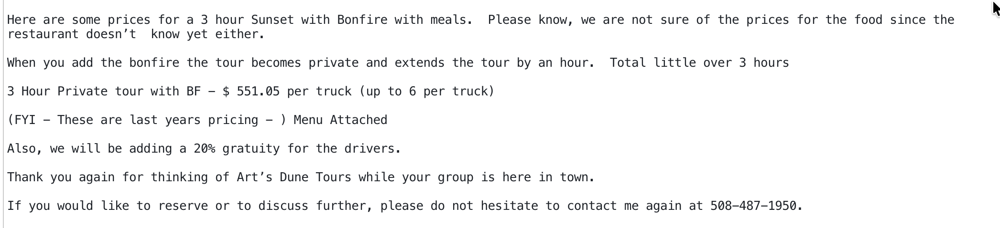 Here are some prices for a 3 hour Sunset with Bonfire with meals.  Please know, we are not sure of the prices for the food since the
restaurant doesn’t  know yet either.
When you add the bonfire the tour becomes private and extends the tour by an hour.  Total little over 3 hours
3 Hour Private tour with BF – $ 551.05 per truck (up to 6 per truck)
(FYI – These are last years pricing – ) Menu Attached
Also, we will be adding a 20% gratuity for the drivers.
Thank you again for thinking of Art’s Dune Tours while your group is here in town.
If you would like to reserve or to discuss further, please do not hesitate to contact me again at 508–487–1950.